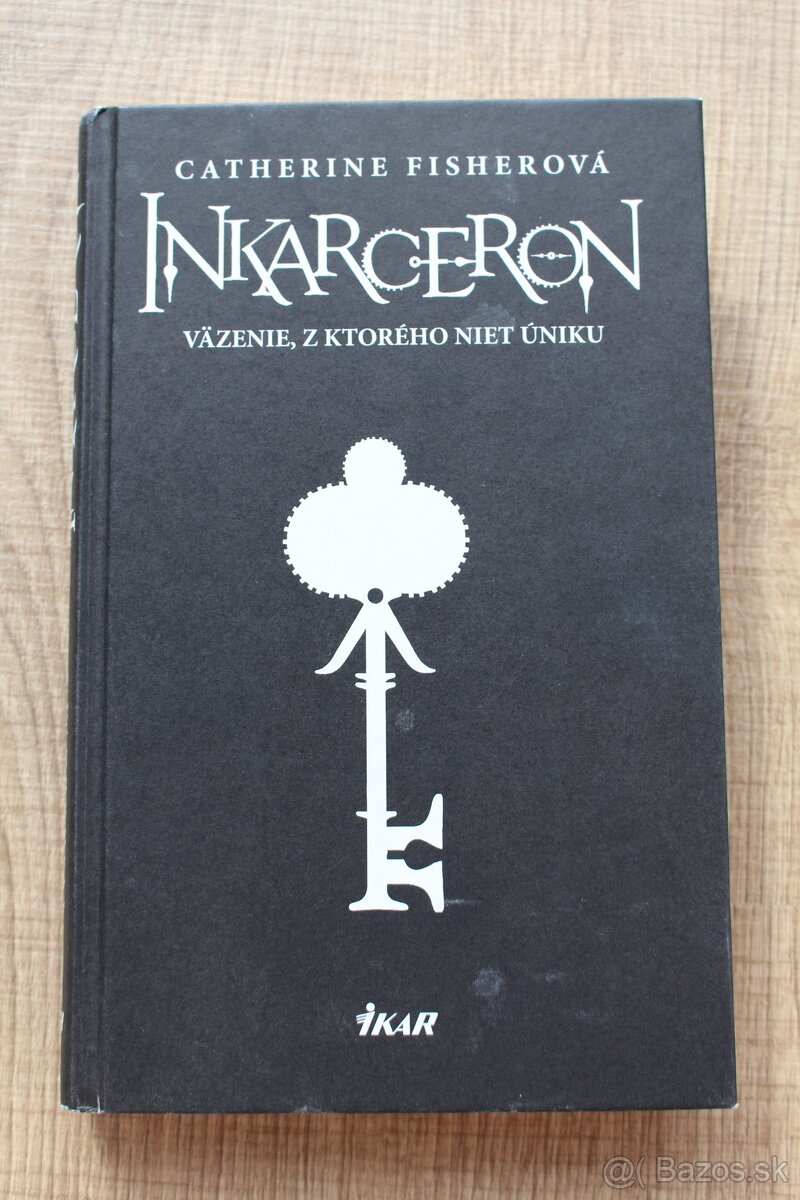 CATHERINE FISHEROVÁ
INKARCERON
VÄZENIE, Z KTORÉHO NIET ÚNIKU
IKAR
@( Bazos.sk